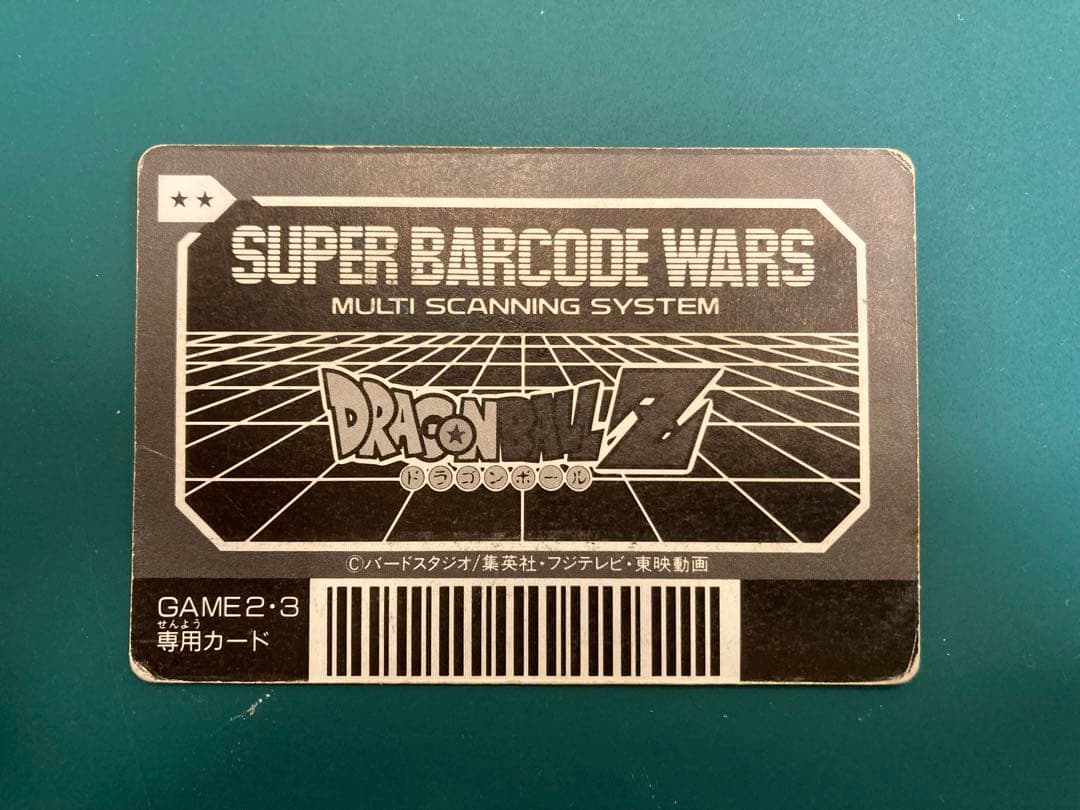 ★★
SUPER BARCODE WARS
MULTI SCANNING SYSTEM
DRAGON BALL Z
ドラゴンボール
©バードスタジオ/集英社・フジテレビ・東映動画
GAME2・3
せんよう
専用カード